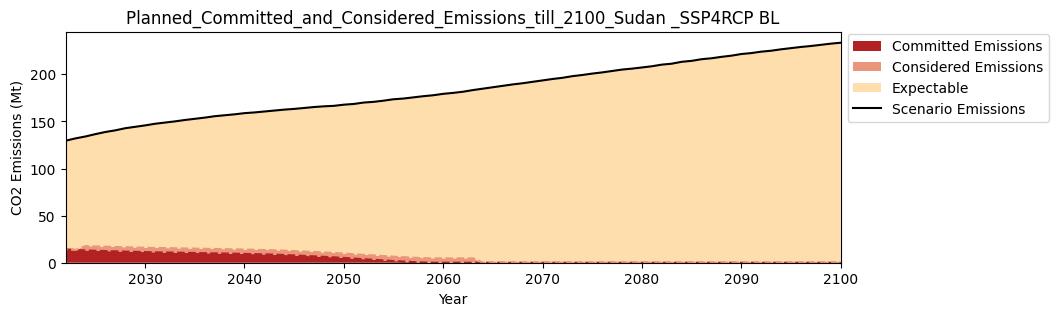 Planned_Committed_and_Considered_Emissions_till_2100_Sudan _SSP4RCP BL
CO2 Emissions (Mt)
200
150
100
50
0
2030 2040 2050 2060 2070 2080 2090 2100
Year
Committed Emissions
Considered Emissions
Expectable
Scenario Emissions